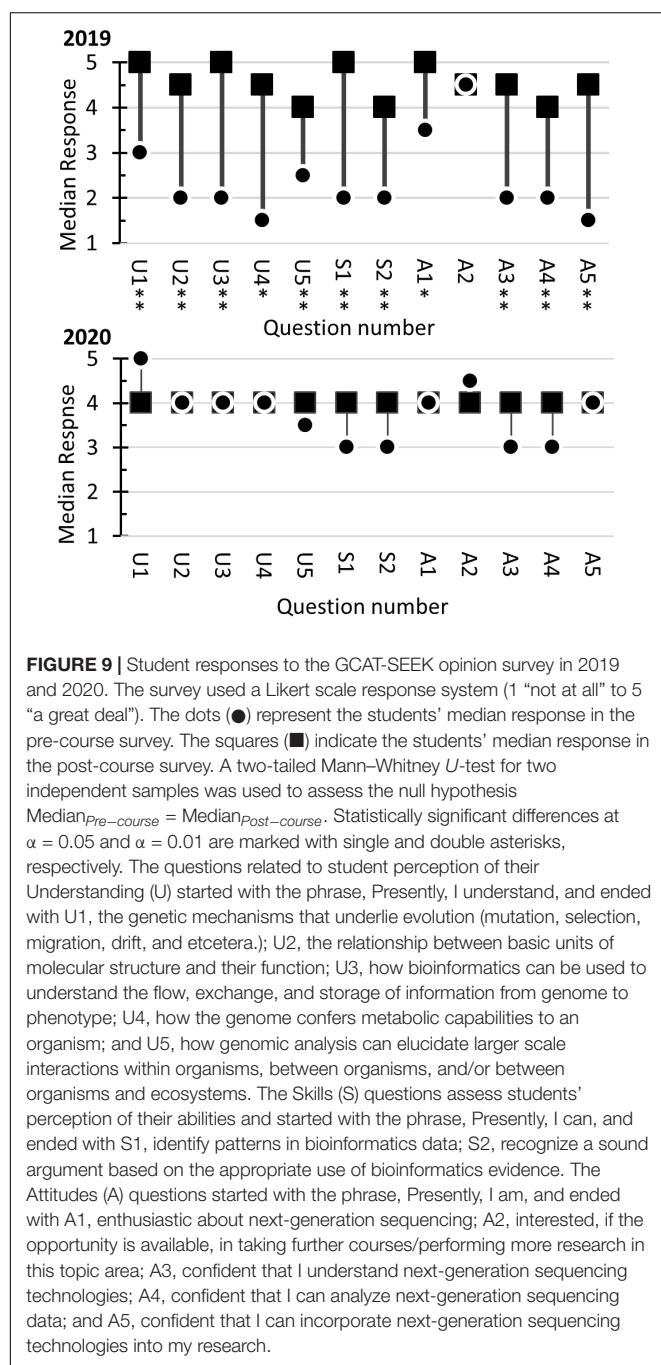 2019
5
4
3
2
1
Median Response
U1**
U2**
U3**
U4*
U5**
S1**
S2**
A1*
A2
A3**
A4**
A5**
Question number
2020
5
4
3
2
1
Median Respnse
U1
U2
U3
U4
U5
S1
S2
A1
A2
A3
A4
A5
Question number
FIGURE 9 | Student responses to the GCAT-SEEK opinion survey in 2019
and 2020. The survey used a Likert scale response system (1 “not at all” to 5
“a great deal”). The dots (●) represent the students’ median response in the
pre-course survey. The squares (■) indicate the students’ median response in
the post-course survey. A two-tailed Mann–Whitney U-test for two
independent samples was used to assess the null hypothesis
MedianPre−course = MedianPost−course. Statistically significant differences at
α = 0.05 and α = 0.01 are marked with single and double asterisks,
respectively. The questions related to student perception of their
Understanding (U) started with the phrase, Presently, I understand, and ended
with U1, the genetic mechanisms that underlie evolution (mutation, selection,
migration, drift, and etcetera.); U2, the relationship between basic units of
molecular structure and their function; U3, how bioinformatics can be used to
understand the flow, exchange, and storage of information from genome to
phenotype; U4, how the genome confers metabolic capabilities to an
organism; and U5, how genomic analysis can elucidate larger scale
interactions within organisms, between organisms, and/or between
organisms and ecosystems. The Skills (S) questions assess students’
perception of their abilities and started with the phrase, Presently, I can, and
ended with S1, identify patterns in bioinformatics data; S2, recognize a sound
argument based on the appropriate use of bioinformatics evidence. The
Attitudes (A) questions started with the phrase, Presently, I am, and ended
with A1, enthusiastic about next-generation sequencing; A2, interested, if the
opportunity is available, in taking further courses/performing more research in
this topic area; A3, confident that I understand next-generation sequencing
technologies; A4, confident that I can analyze next-generation sequencing
data; and A5, confident that I can incorporate next-generation sequencing
technologies into my research.